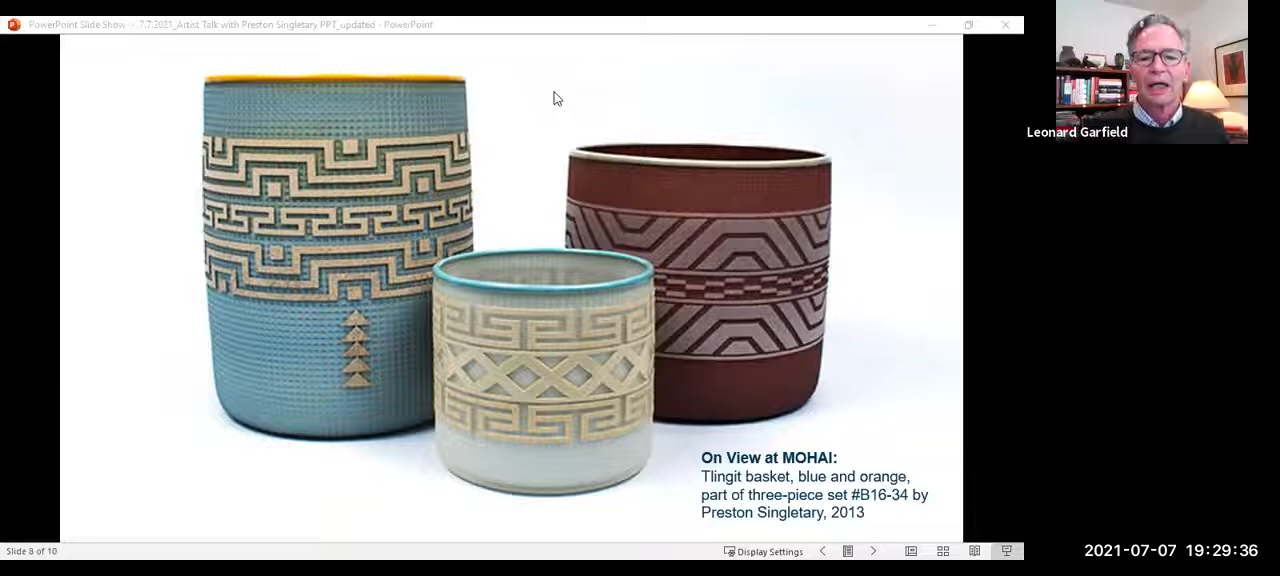 PowerPoint Slide Show - 7.7.2021_Artist Talk with Preston Singletary PPT_updated - PowerPoint
Leonard Garfield
On View at MOHAI:
Tlingit basket, blue and orange,
part of three-piece set #B16-34 by
Preston Singletary, 2013
Slide 8 of 10
Display Settings
2021-07-07 19:29:36